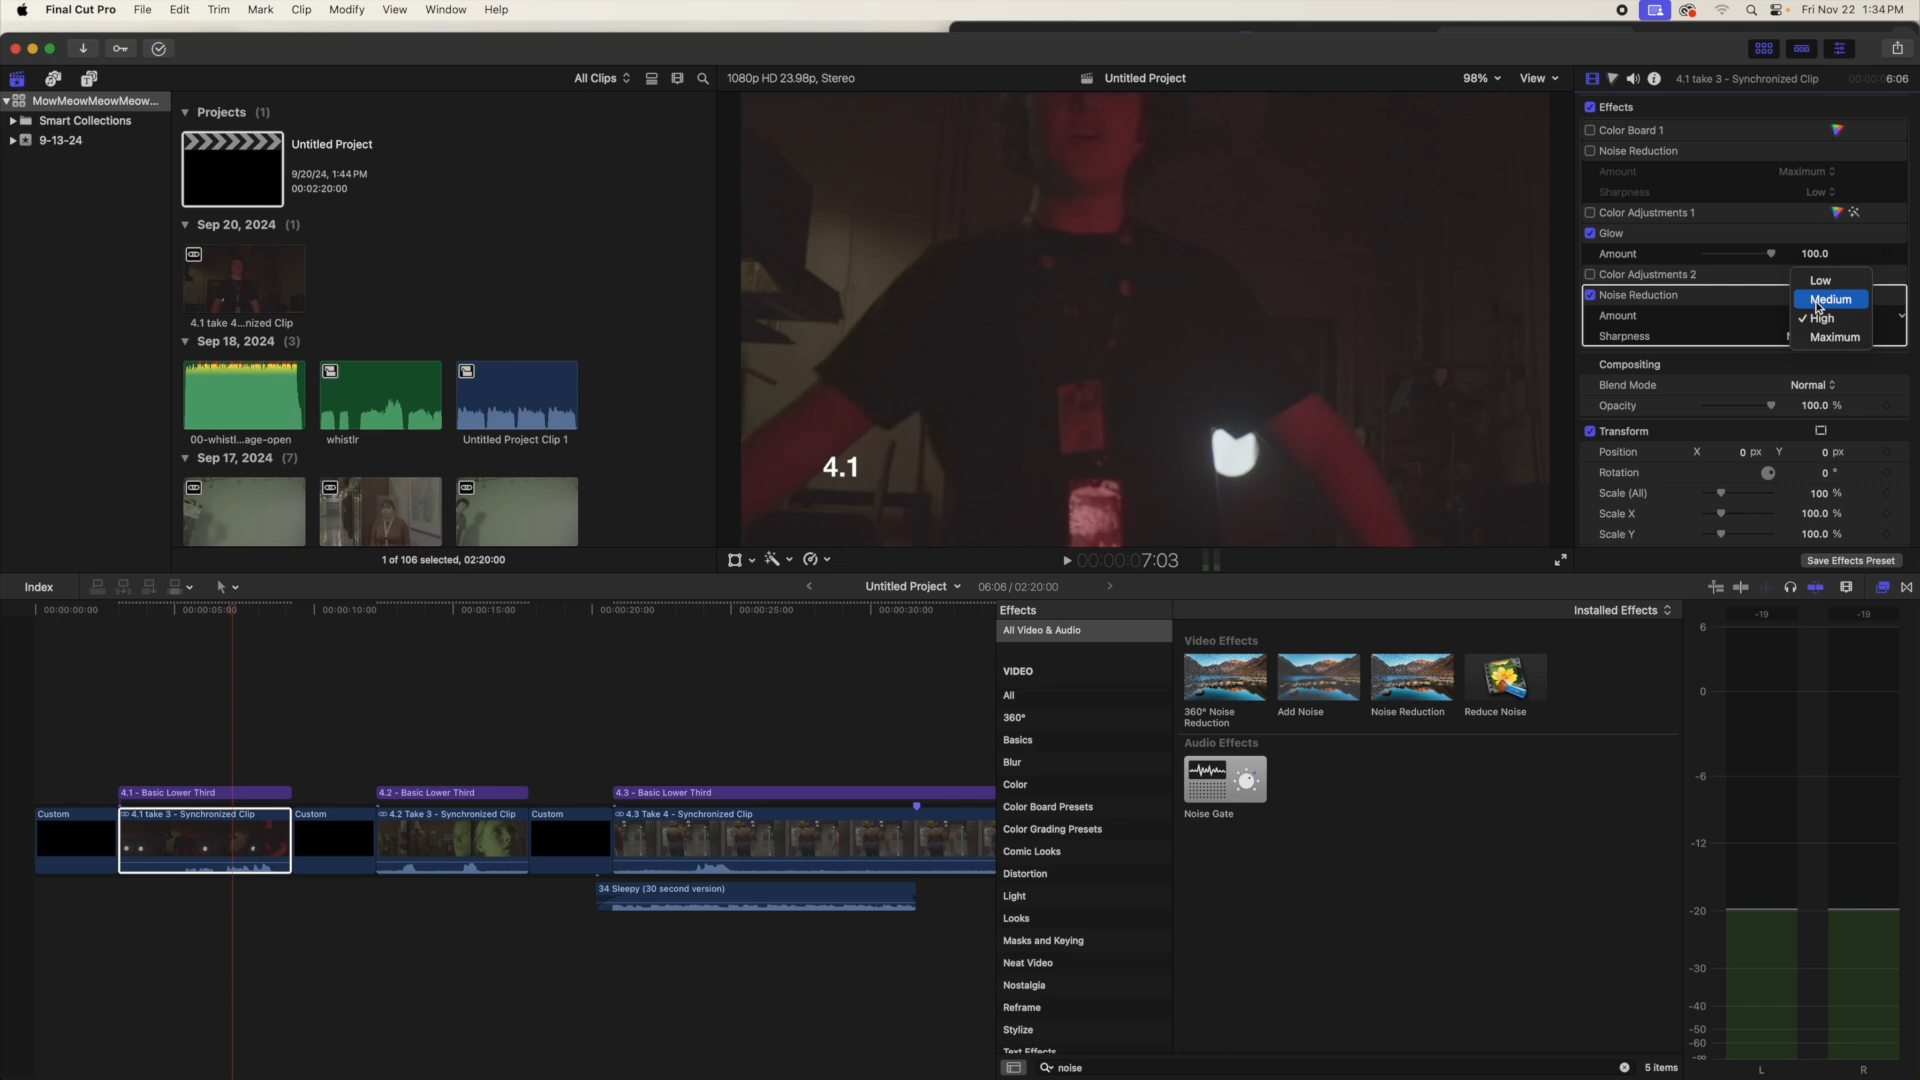 Final Cut Pro File Edit Trim Mark Clip Modify View Window Help Fri Nov 22 1:34 PM
All Clips 1080p HD 23.98p, Stereo Untitled Project 98% View 4.1 take 3 - Synchronized Clip 00:00:06:06
MowMeowMeowMeow...
Smart Collections
9-13-24
Projects (1)
Untitled Project
9/20/24, 1:44 PM
00:02:20:00
Sep 20, 2024 (1)
4.1 take 4...nized Clip
Sep 18, 2024 (3)
00-whistl...age-open
whistlr
Untitled Project Clip 1
Sep 17, 2024 (7)
1 of 106 selected, 02:20:00
4.1
00:00:07:03
Effects
Color Board 1
Noise Reduction
Amount Maximum
Sharpness Low
Color Adjustments 1
Glow
Amount 100.0
Color Adjustments 2
Noise Reduction
Amount
Sharpness
Low
Medium
High
Maximum
Compositing
Blend Mode Normal
Opacity 100.0 %
Transform
Position X 0 px Y 0 px
Rotation 0 °
Scale (All) 100 %
Scale X 100.0 %
Scale Y 100.0 %
Save Effects Preset
Index Untitled Project 06:06 / 02:20:00
00:00:00:00 00:00:05:00 00:00:10:00 00:00:15:00 00:00:20:00 00:00:25:00 00:00:30:00
4.1 - Basic Lower Third 4.2 - Basic Lower Third 4.3 - Basic Lower Third
Custom 4.1 take 3 - Synchronized Clip Custom 4.2 Take 3 - Synchronized Clip Custom 4.3 Take 4 - Synchronized Clip
34 Sleepy (30 second version)
Effects Installed Effects
All Video & Audio
VIDEO
All
360°
Basics
Blur
Color
Color Board Presets
Color Grading Presets
Comic Looks
Distortion
Light
Looks
Masks and Keying
Neat Video
Nostalgia
Reframe
Stylize
Text Effects
Video Effects
360° Noise
Reduction
Add Noise
Noise Reduction
Reduce Noise
Audio Effects
Noise Gate
noise 5 items
-19 -19
6
0
-6
-12
-20
-30
-40
-50
-60
-∞
L R